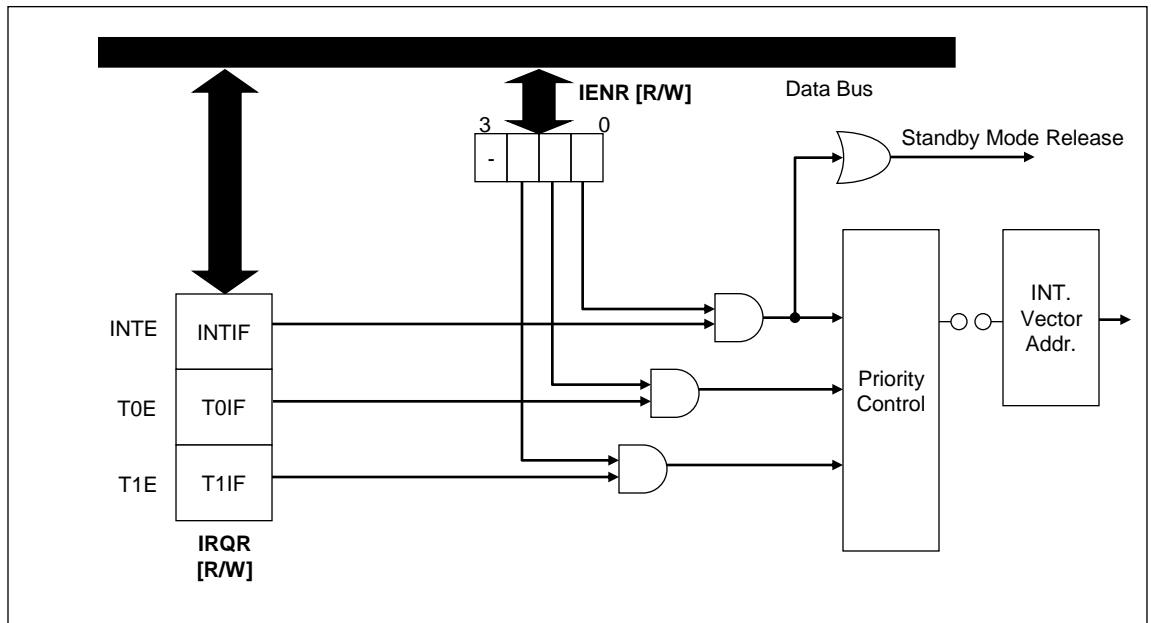 Data Bus
IENR [R/W]
3 0
-
Standby Mode Release
INTE INTIF
T0E T0IF
T1E T1IF
IRQR
[R/W]
Priority
Control
INT.
Vector
Addr.